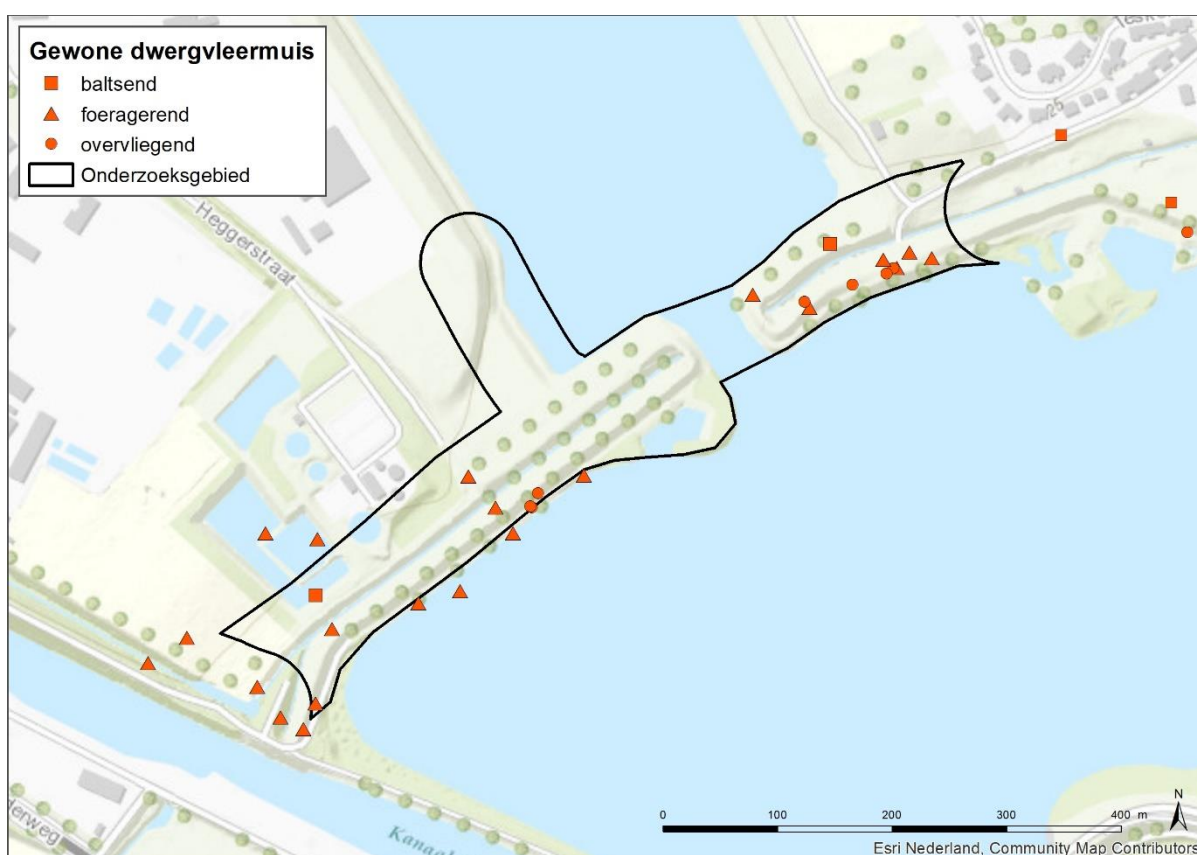 Gewone dwergvleermuis
baltsend
foeragerend
overvliegend
Onderzoeksgebied
Heggerstraat
25
0 100 200 300 400 m
N
Esri Nederland, Community Map Contributors